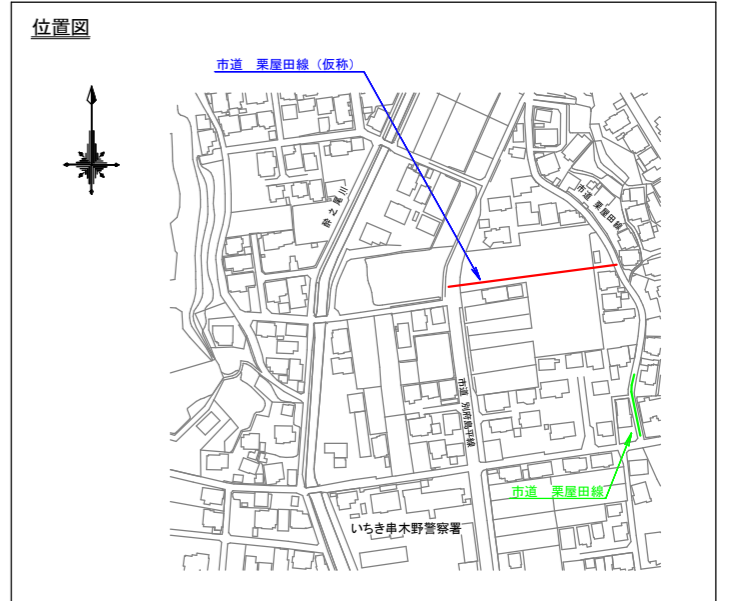 位置図
市道　栗屋田線（仮称）
酔之尾川
市道 栗屋田線
市道 別府島平線
市道　栗屋田線
いちき串木野警察署